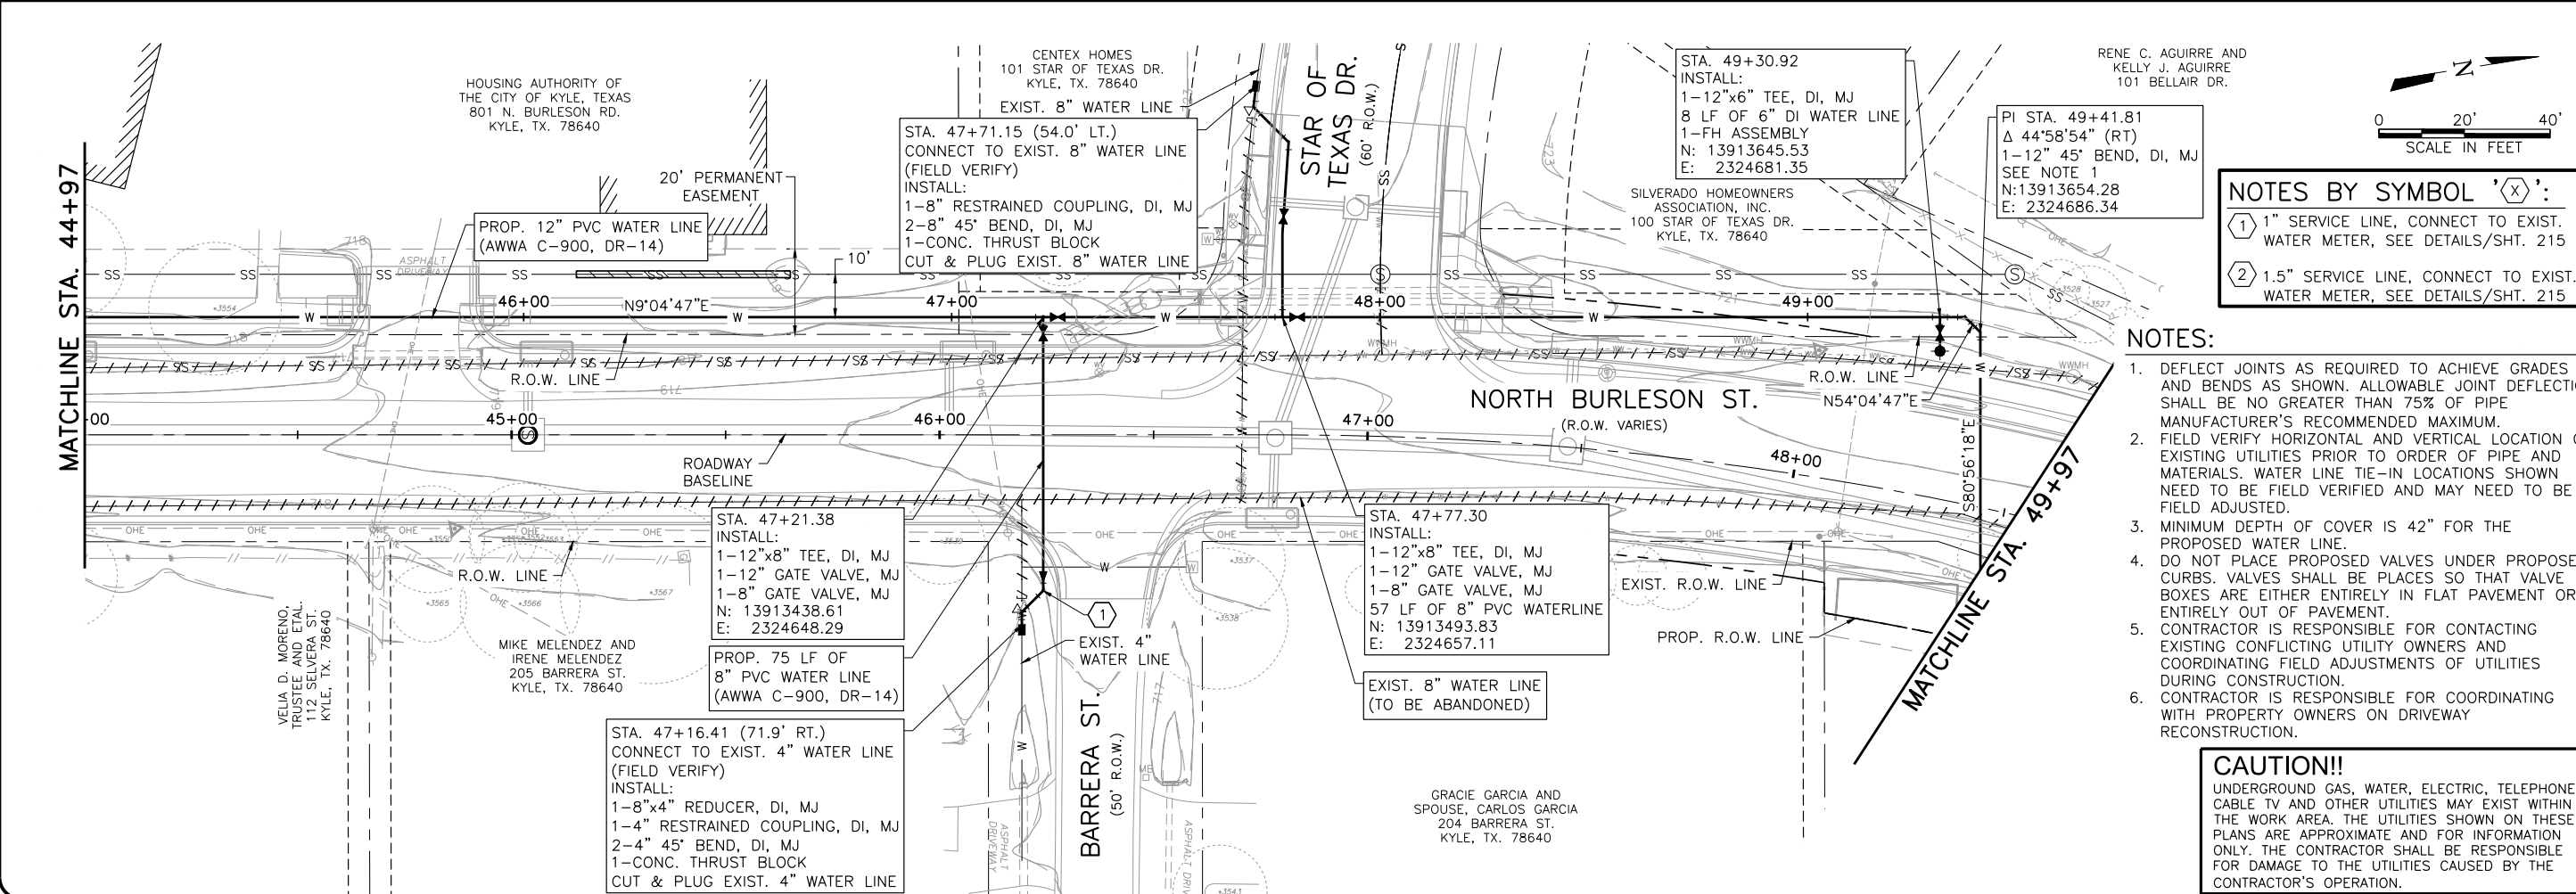 HOUSING AUTHORITY OF
THE CITY OF KYLE, TEXAS
801 N. BURLESON RD.
KYLE, TX. 78640
CENTEX HOMES
101 STAR OF TEXAS DR.
KYLE, TX. 78640
EXIST. 8" WATER LINE
STA. 47+71.15 (54.0' LT.)
CONNECT TO EXIST. 8" WATER LINE
(FIELD VERIFY)
INSTALL:
1-8" RESTRAINED COUPLING, DI, MJ
2-8" 45° BEND, DI, MJ
1-CONC. THRUST BLOCK
CUT & PLUG EXIST. 8" WATER LINE
STAR OF
TEXAS DR.
(60' R.O.W.)
STA. 49+30.92
INSTALL:
1-12"x6" TEE, DI, MJ
8 LF OF 6" DI WATER LINE
1-FH ASSEMBLY
N: 13913645.53
E: 2324681.35
RENE C. AGUIRRE AND
KELLY J. AGUIRRE
101 BELLAIR DR.
PI STA. 49+41.81
Δ 44°58'54" (RT)
1-12" 45° BEND, DI, MJ
SEE NOTE 1
N:13913654.28
E: 2324686.34
N
0 20' 40'
SCALE IN FEET
NOTES BY SYMBOL '⟨X⟩':
1 1" SERVICE LINE, CONNECT TO EXIST.
WATER METER, SEE DETAILS/SHT. 215
2 1.5" SERVICE LINE, CONNECT TO EXIST.
WATER METER, SEE DETAILS/SHT. 215
SILVERADO HOMEOWNERS
ASSOCIATION, INC.
100 STAR OF TEXAS DR.
KYLE, TX. 78640
MATCHLINE STA. 44+97
20' PERMANENT
EASEMENT
PROP. 12" PVC WATER LINE
(AWWA C-900, DR-14)
ASPHALT
DRIVEWAY
10'
46+00
N9°04'47"E
47+00
48+00
49+00
R.O.W. LINE
R.O.W. LINE
N54°04'47"E
NORTH BURLESON ST.
(R.O.W. VARIES)
00
45+00
46+00
47+00
48+00
S80°56'18"E
MATCHLINE STA. 49+97
ROADWAY
BASELINE
R.O.W. LINE
STA. 47+21.38
INSTALL:
1-12"x8" TEE, DI, MJ
1-12" GATE VALVE, MJ
1-8" GATE VALVE, MJ
N: 13913438.61
E: 2324648.29
PROP. 75 LF OF
8" PVC WATER LINE
(AWWA C-900, DR-14)
STA. 47+16.41 (71.9' RT.)
CONNECT TO EXIST. 4" WATER LINE
(FIELD VERIFY)
INSTALL:
1-8"x4" REDUCER, DI, MJ
1-4" RESTRAINED COUPLING, DI, MJ
2-4" 45° BEND, DI, MJ
1-CONC. THRUST BLOCK
CUT & PLUG EXIST. 4" WATER LINE
VELIA D. MORENO,
TRUSTEE AND ETAL.
112 SELVERA ST.
KYLE, TX. 78640
MIKE MELENDEZ AND
IRENE MELENDEZ
205 BARRERA ST.
KYLE, TX. 78640
1
EXIST. 4"
WATER LINE
BARRERA ST.
(50' R.O.W.)
ASPHALT
DRIVEWAY
STA. 47+77.30
INSTALL:
1-12"x8" TEE, DI, MJ
1-12" GATE VALVE, MJ
1-8" GATE VALVE, MJ
57 LF OF 8" PVC WATERLINE
N: 13913493.83
E: 2324657.11
EXIST. 8" WATER LINE
(TO BE ABANDONED)
EXIST. R.O.W. LINE
PROP. R.O.W. LINE
GRACIE GARCIA AND
SPOUSE, CARLOS GARCIA
204 BARRERA ST.
KYLE, TX. 78640
NOTES:
1. DEFLECT JOINTS AS REQUIRED TO ACHIEVE GRADES
AND BENDS AS SHOWN. ALLOWABLE JOINT DEFLECTIO
SHALL BE NO GREATER THAN 75% OF PIPE
MANUFACTURER'S RECOMMENDED MAXIMUM.
2. FIELD VERIFY HORIZONTAL AND VERTICAL LOCATION O
EXISTING UTILITIES PRIOR TO ORDER OF PIPE AND
MATERIALS. WATER LINE TIE-IN LOCATIONS SHOWN
NEED TO BE FIELD VERIFIED AND MAY NEED TO BE
FIELD ADJUSTED.
3. MINIMUM DEPTH OF COVER IS 42" FOR THE
PROPOSED WATER LINE.
4. DO NOT PLACE PROPOSED VALVES UNDER PROPOSE
CURBS. VALVES SHALL BE PLACES SO THAT VALVE
BOXES ARE EITHER ENTIRELY IN FLAT PAVEMENT OR
ENTIRELY OUT OF PAVEMENT.
5. CONTRACTOR IS RESPONSIBLE FOR CONTACTING
EXISTING CONFLICTING UTILITY OWNERS AND
COORDINATING FIELD ADJUSTMENTS OF UTILITIES
DURING CONSTRUCTION.
6. CONTRACTOR IS RESPONSIBLE FOR COORDINATING
WITH PROPERTY OWNERS ON DRIVEWAY
RECONSTRUCTION.
CAUTION!!
UNDERGROUND GAS, WATER, ELECTRIC, TELEPHONE
CABLE TV AND OTHER UTILITIES MAY EXIST WITHIN
THE WORK AREA. THE UTILITIES SHOWN ON THESE
PLANS ARE APPROXIMATE AND FOR INFORMATION
ONLY. THE CONTRACTOR SHALL BE RESPONSIBLE
FOR DAMAGE TO THE UTILITIES CAUSED BY THE
CONTRACTOR'S OPERATION.